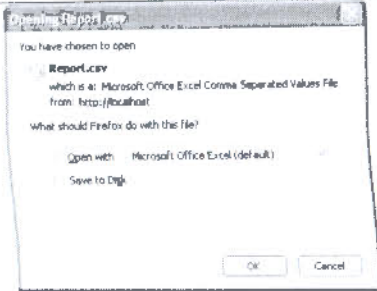 Opening Report.csv
You have chosen to open
Report.csv
which is a: Microsoft Office Excel Comma Separated Values File
from: http://localhost
What should Firefox do with this file?
Open with Microsoft Office Excel (default)
Save to Disk
OK Cancel